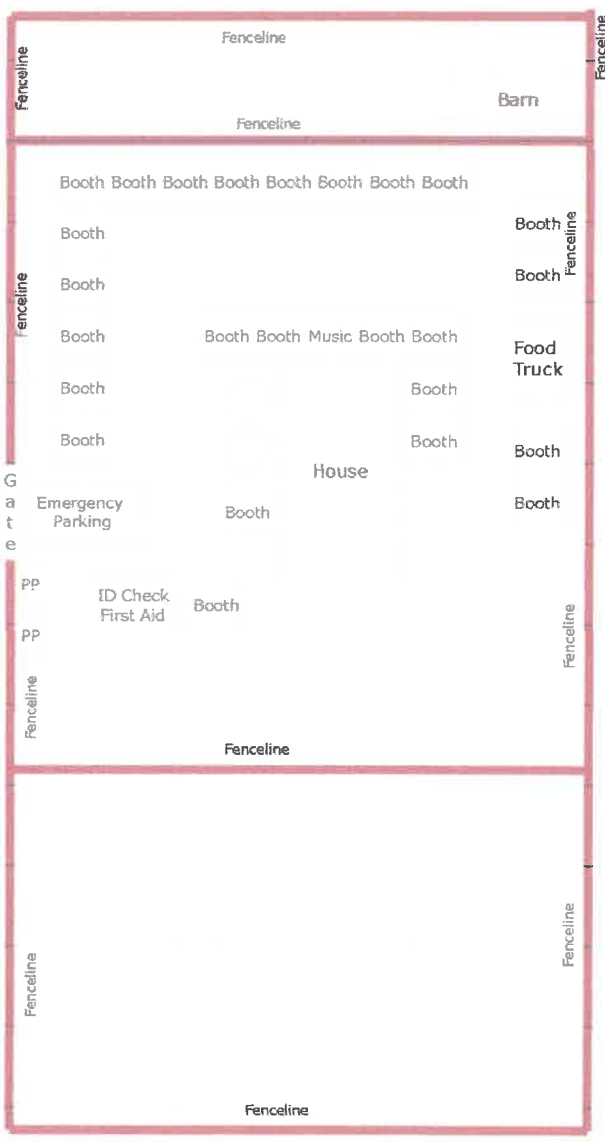 Fenceline
Fenceline
Fenceline
Barn
Fenceline
Booth Booth Booth Booth Booth Booth Booth Booth
Booth
Booth
Fenceline
Booth
Booth
Fenceline
Booth
Booth Booth Music Booth Booth
Food
Truck
Booth
Booth
Booth
Booth
Booth
House
Gate
Emergency
Parking
Booth
Booth
PP
ID Check
First Aid
Booth
PP
Fenceline
Fenceline
Fenceline
Fenceline
Fenceline
Fenceline